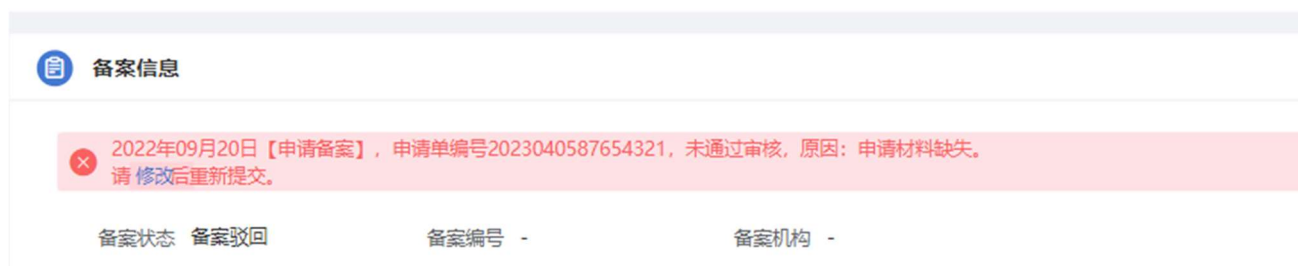 备案信息
2022年09月20日【申请备案】，申请单编号2023040587654321，未通过审核，原因：申请材料缺失。
请 修改后重新提交。
备案状态 备案驳回 备案编号 - 备案机构 -